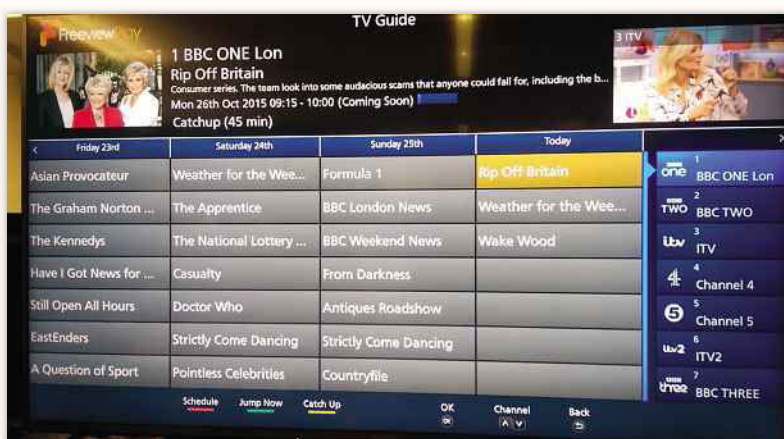 TV Guide
Freeview Play
1 BBC ONE Lon
Rip Off Britain
Consumer series. The team look into some audacious scams that anyone could fall for, including the b...
Mon 26th Oct 2015 09:15 - 10:00 (Coming Soon)
Catchup (45 min)
3 ITV
< Friday 23rd Saturday 24th Sunday 25th Today >
Asian Provocateur Weather for the Wee... Formula 1 Rip Off Britain
The Graham Norton ... The Apprentice BBC London News Weather for the Wee...
The Kennedys The National Lottery ... BBC Weekend News Wake Wood
Have I Got News for ... Casualty From Darkness
Still Open All Hours Doctor Who Antiques Roadshow
EastEnders Strictly Come Dancing Strictly Come Dancing
A Question of Sport Pointless Celebrities Countryfile
one 1 BBC ONE Lon
TWO 2 BBC TWO
itv 3 ITV
4 4 Channel 4
5 5 Channel 5
itv2 6 ITV2
BBC three 7 BBC THREE
Schedule Jump Now Catch Up OK Channel Back
OK